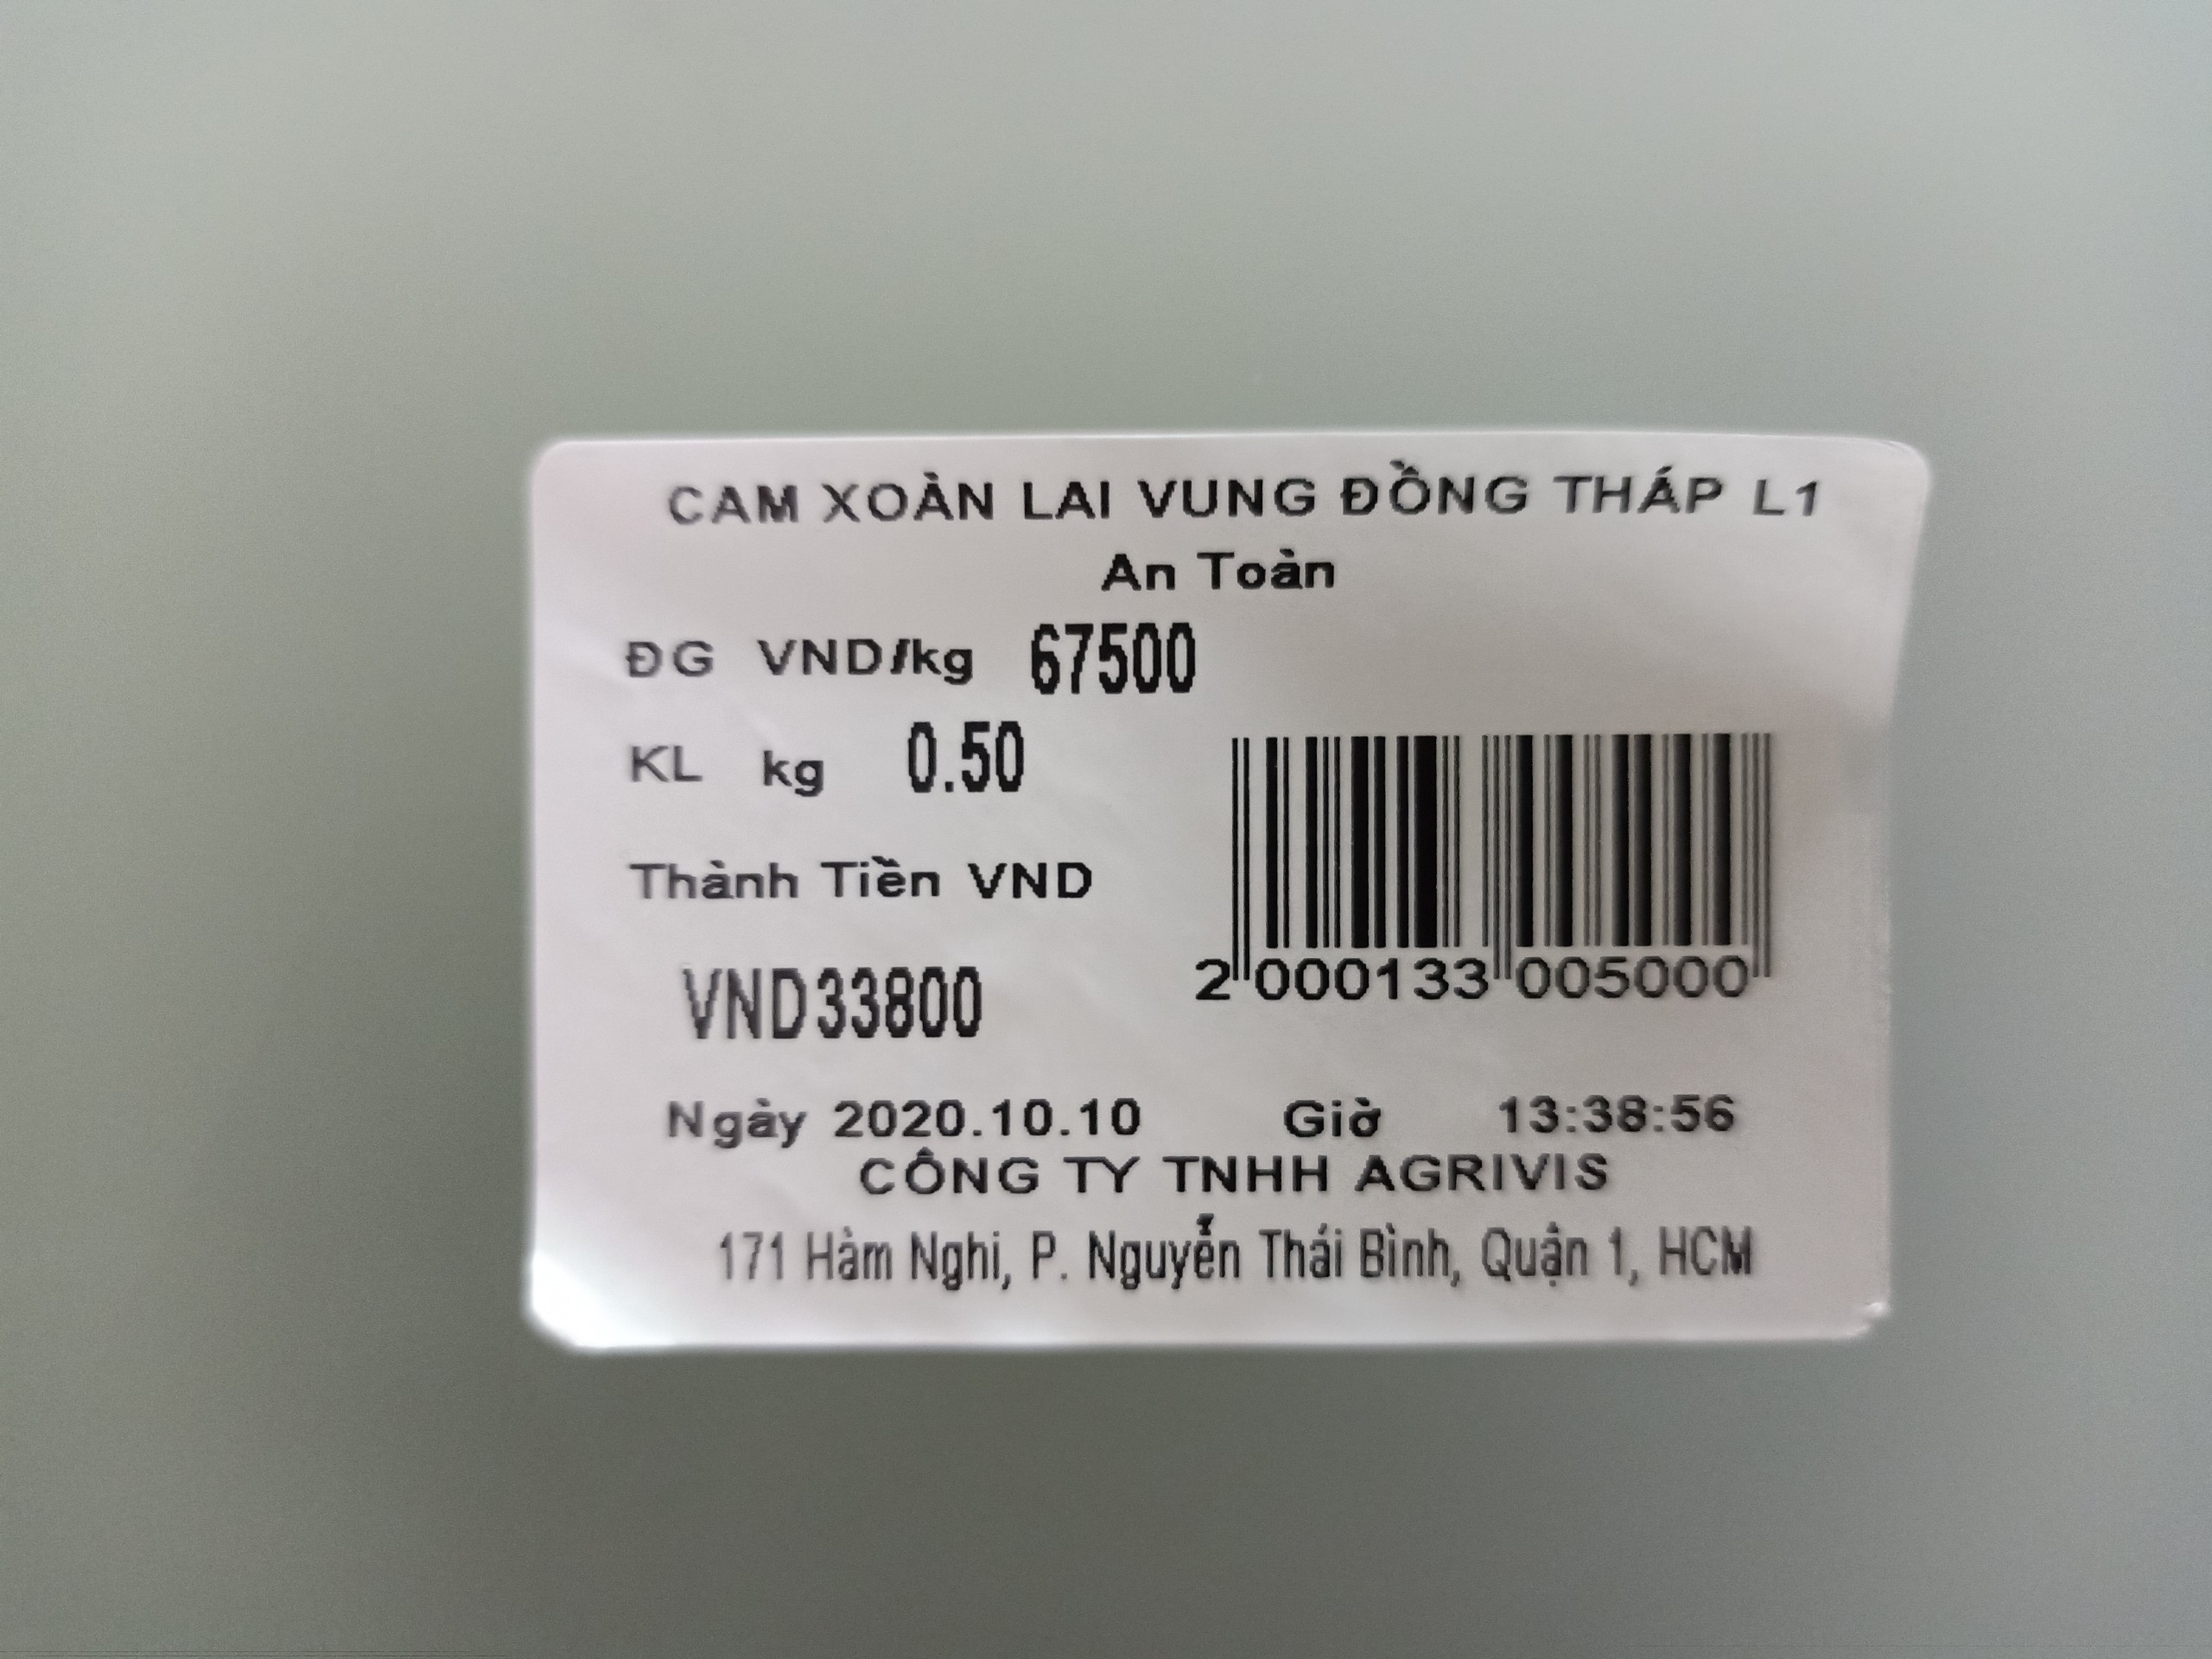 CAM XOÀN LAI VUNG ĐỒNG THÁP L1
An Toàn
ĐG VND/kg 67500
KL kg 0.50
Thành Tiền VND
VND33800
2 000133 005000
Ngày 2020.10.10 Giờ 13:38:56
CÔNG TY TNHH AGRIVIS
171 Hàm Nghi, P. Nguyễn Thái Bình, Quận 1, HCM